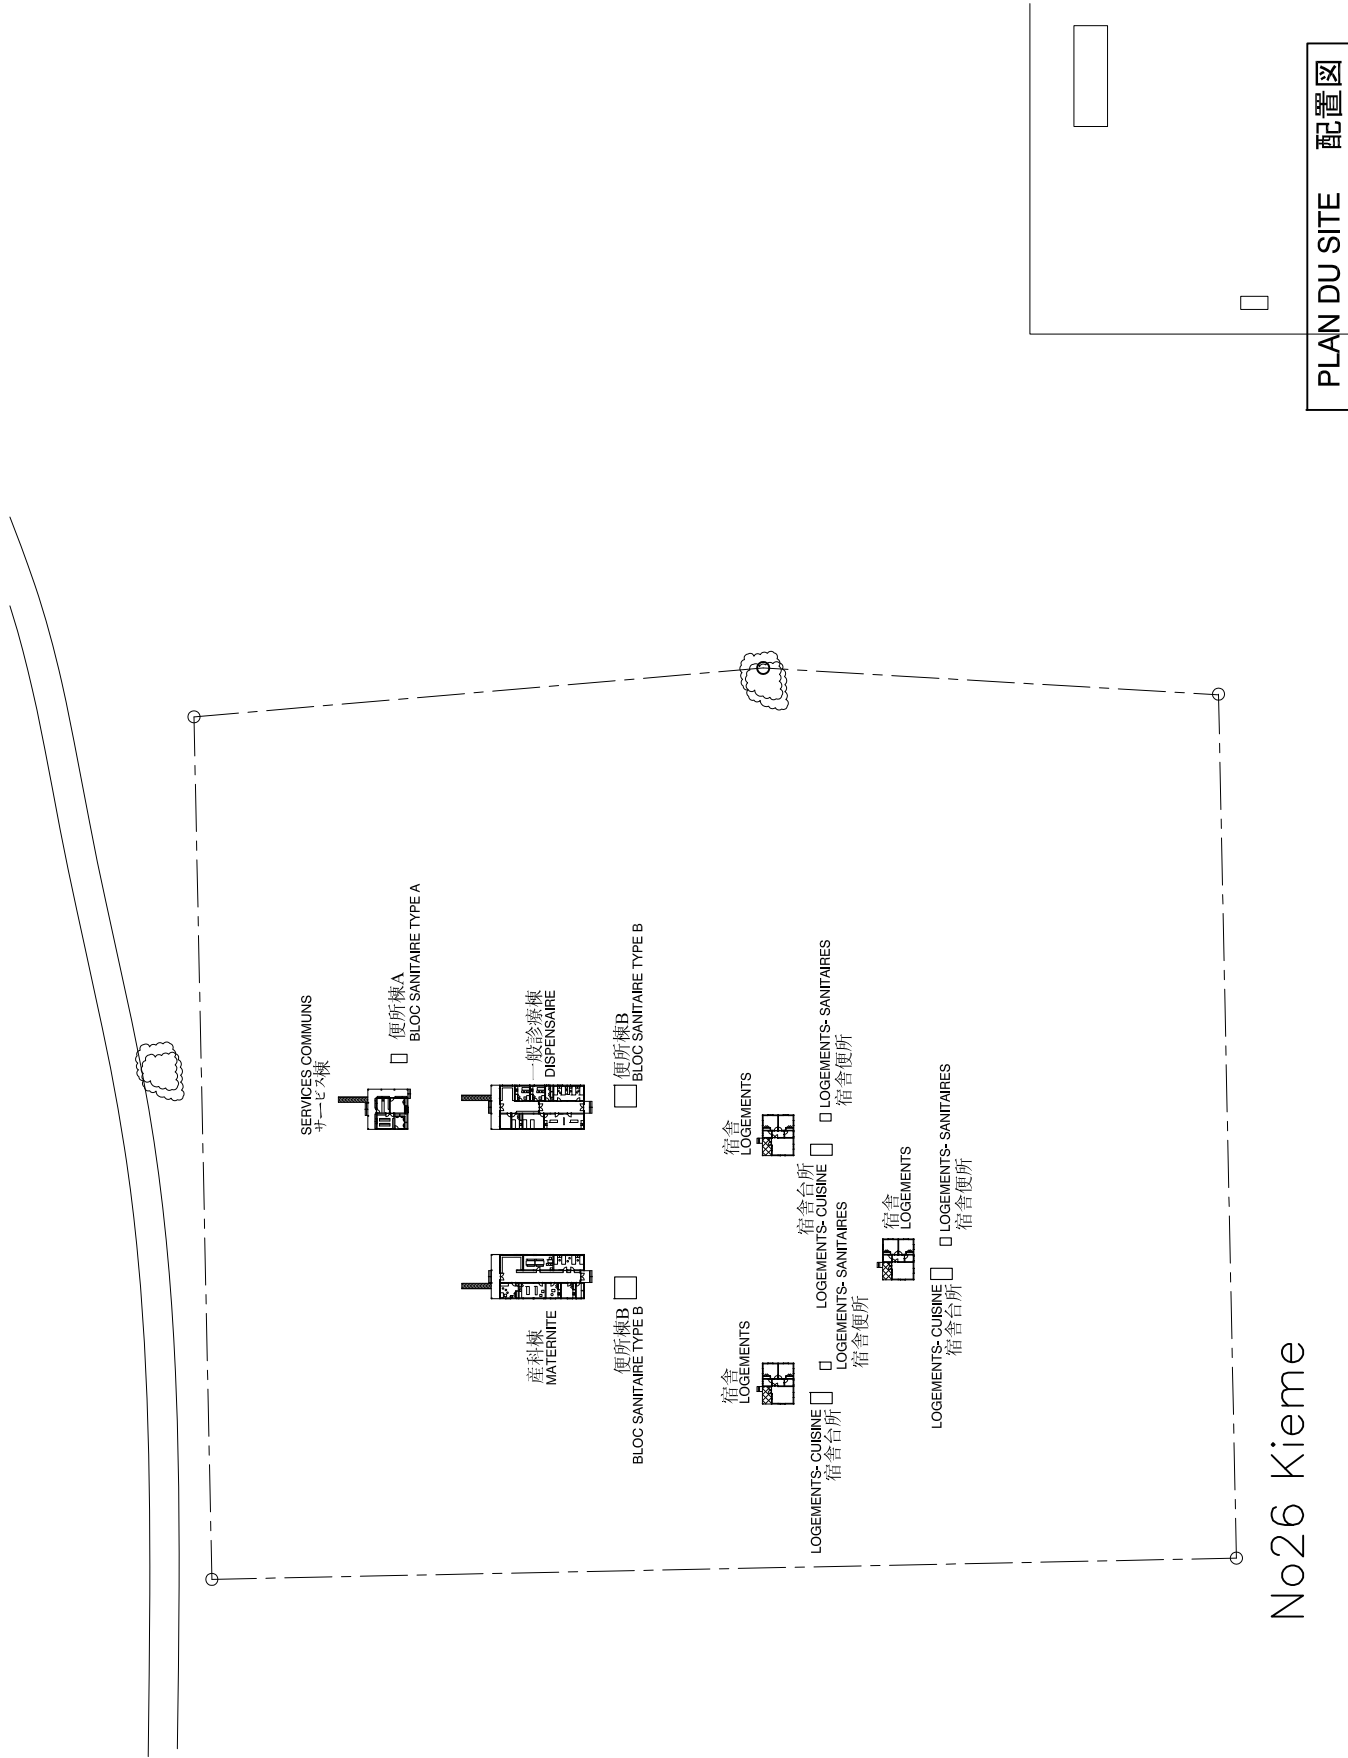 SERVICES COMMUNS
サービス棟
便所棟A
BLOC SANITAIRE TYPE A
一般診療棟
DISPENSAIRE
便所棟B
BLOC SANITAIRE TYPE B
産科棟
MATERNITE
便所棟B
BLOC SANITAIRE TYPE B
宿舎
LOGEMENTS
LOGEMENTS- SANITAIRES
宿舎便所
宿舎台所
LOGEMENTS- CUISINE
宿舎
LOGEMENTS
LOGEMENTS- SANITAIRES
宿舎便所
LOGEMENTS- CUISINE
宿舎台所
宿舎
LOGEMENTS
LOGEMENTS- SANITAIRES
宿舎便所
LOGEMENTS- CUISINE
宿舎台所
No26 Kieme
PLAN DU SITE 配置図